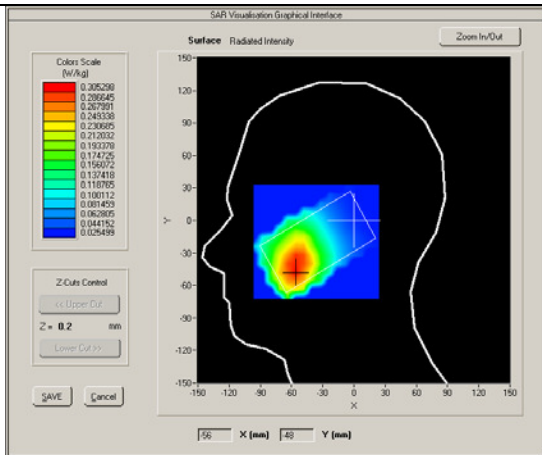 SAR Visualisation Graphical Interface
Surface Radiated Intensity
Zoom In/Out
Colors Scale
(W/kg)
0.305298
0.286645
0.267991
0.249338
0.230685
0.212032
0.193378
0.174725
0.156072
0.137418
0.118765
0.100112
0.081459
0.062805
0.044152
0.025499
150
120
90
60
30
0
-30
-60
-90
-120
-150
Y
-150 -120 -90 -60 -30 0 30 60 90 120 150
X
Z-Cuts Control
<< Upper Cut
Z = 0.2 mm
Lower Cut >>
SAVE Cancel
-56 X (mm) -48 Y (mm)